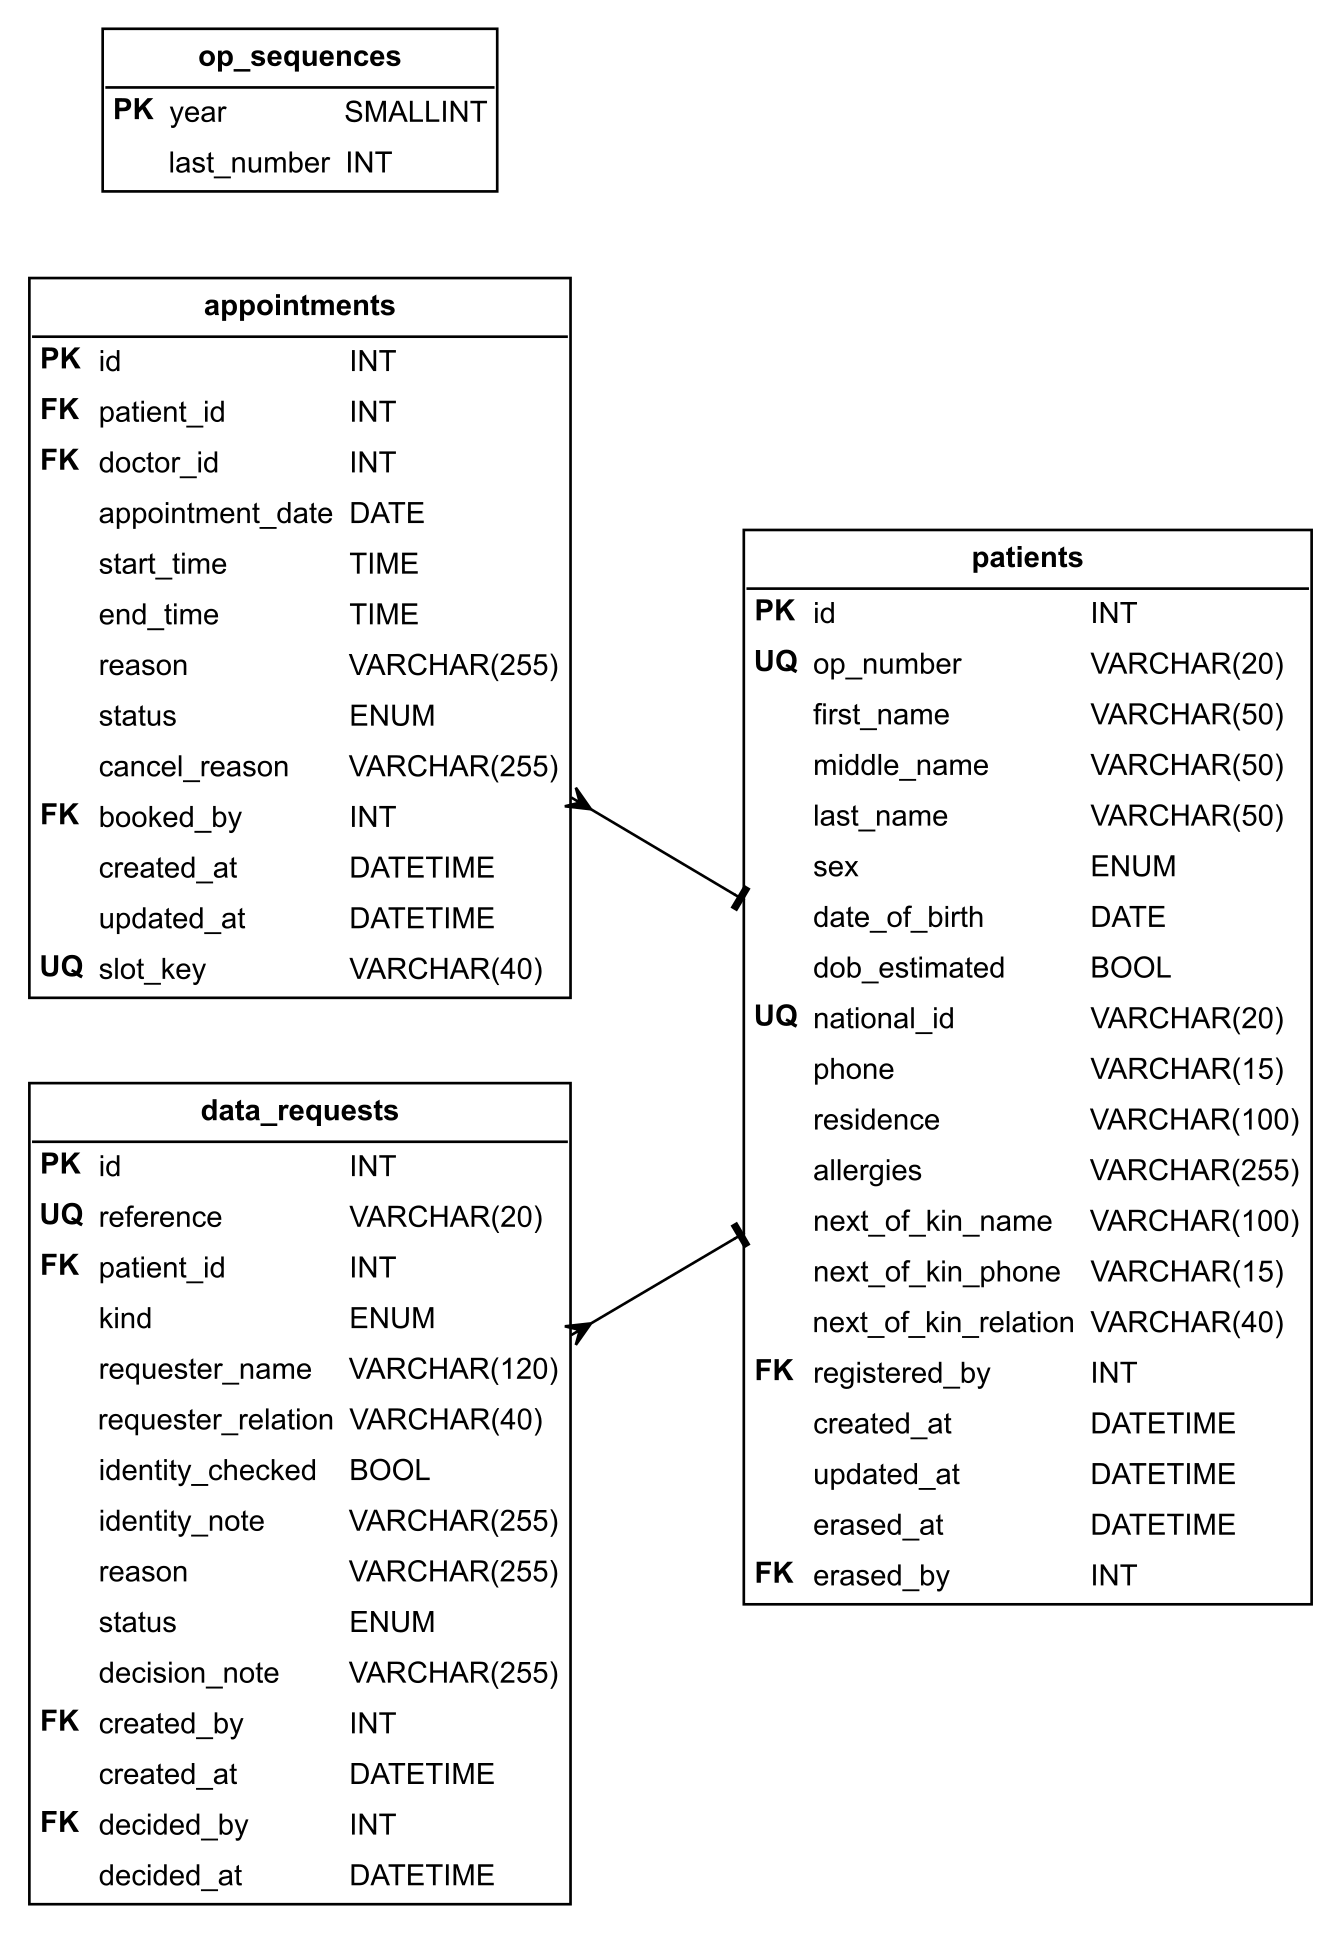 op_sequences
PK year SMALLINT
last_number INT
appointments
PK id INT
FK patient_id INT
FK doctor_id INT
appointment_date DATE
start_time TIME
end_time TIME
reason VARCHAR(255)
status ENUM
cancel_reason VARCHAR(255)
FK booked_by INT
created_at DATETIME
updated_at DATETIME
UQ slot_key VARCHAR(40)
data_requests
PK id INT
UQ reference VARCHAR(20)
FK patient_id INT
kind ENUM
requester_name VARCHAR(120)
requester_relation VARCHAR(40)
identity_checked BOOL
identity_note VARCHAR(255)
reason VARCHAR(255)
status ENUM
decision_note VARCHAR(255)
FK created_by INT
created_at DATETIME
FK decided_by INT
decided_at DATETIME
patients
PK id INT
UQ op_number VARCHAR(20)
first_name VARCHAR(50)
middle_name VARCHAR(50)
last_name VARCHAR(50)
sex ENUM
date_of_birth DATE
dob_estimated BOOL
UQ national_id VARCHAR(20)
phone VARCHAR(15)
residence VARCHAR(100)
allergies VARCHAR(255)
next_of_kin_name VARCHAR(100)
next_of_kin_phone VARCHAR(15)
next_of_kin_relation VARCHAR(40)
FK registered_by INT
created_at DATETIME
updated_at DATETIME
erased_at DATETIME
FK erased_by INT